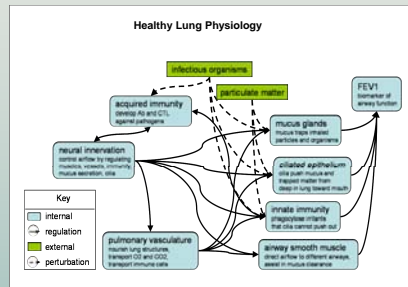 Healthy Lung Physiology
infectious organisms
particulate matter
FEV1
biomarker of
airway function
acquired immunity
develop Ab and CTL
against pathogens
mucus glands
mucus traps inhaled
particles and organisms
neural innervation
control airflow by regulating
muscles, vessels, immunity,
mucus secretion, cilia
ciliated epithelium
cilia push mucus and
trapped matter from
deep in lung toward mouth
Key
internal
regulation
external
perturbation
innate immunity
phagocytose irritants
that cilia cannot push out
pulmonary vasculature
nourish lung structures,
transport O2 and CO2,
transport immune cells
airway smooth muscle
direct airflow to different airways,
assist in mucus clearance